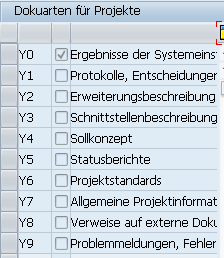 Dokuarten für Projekte
Y0 Ergebnisse der Systemeins
Y1 Protokolle, Entscheidunger
Y2 Erweiterungsbeschreibung
Y3 Schnittstellenbeschreibung
Y4 Sollkonzept
Y5 Statusberichte
Y6 Projektstandards
Y7 Allgemeine Projektinformat
Y8 Verweise auf externe Doku
Y9 Problemmeldungen, Fehler